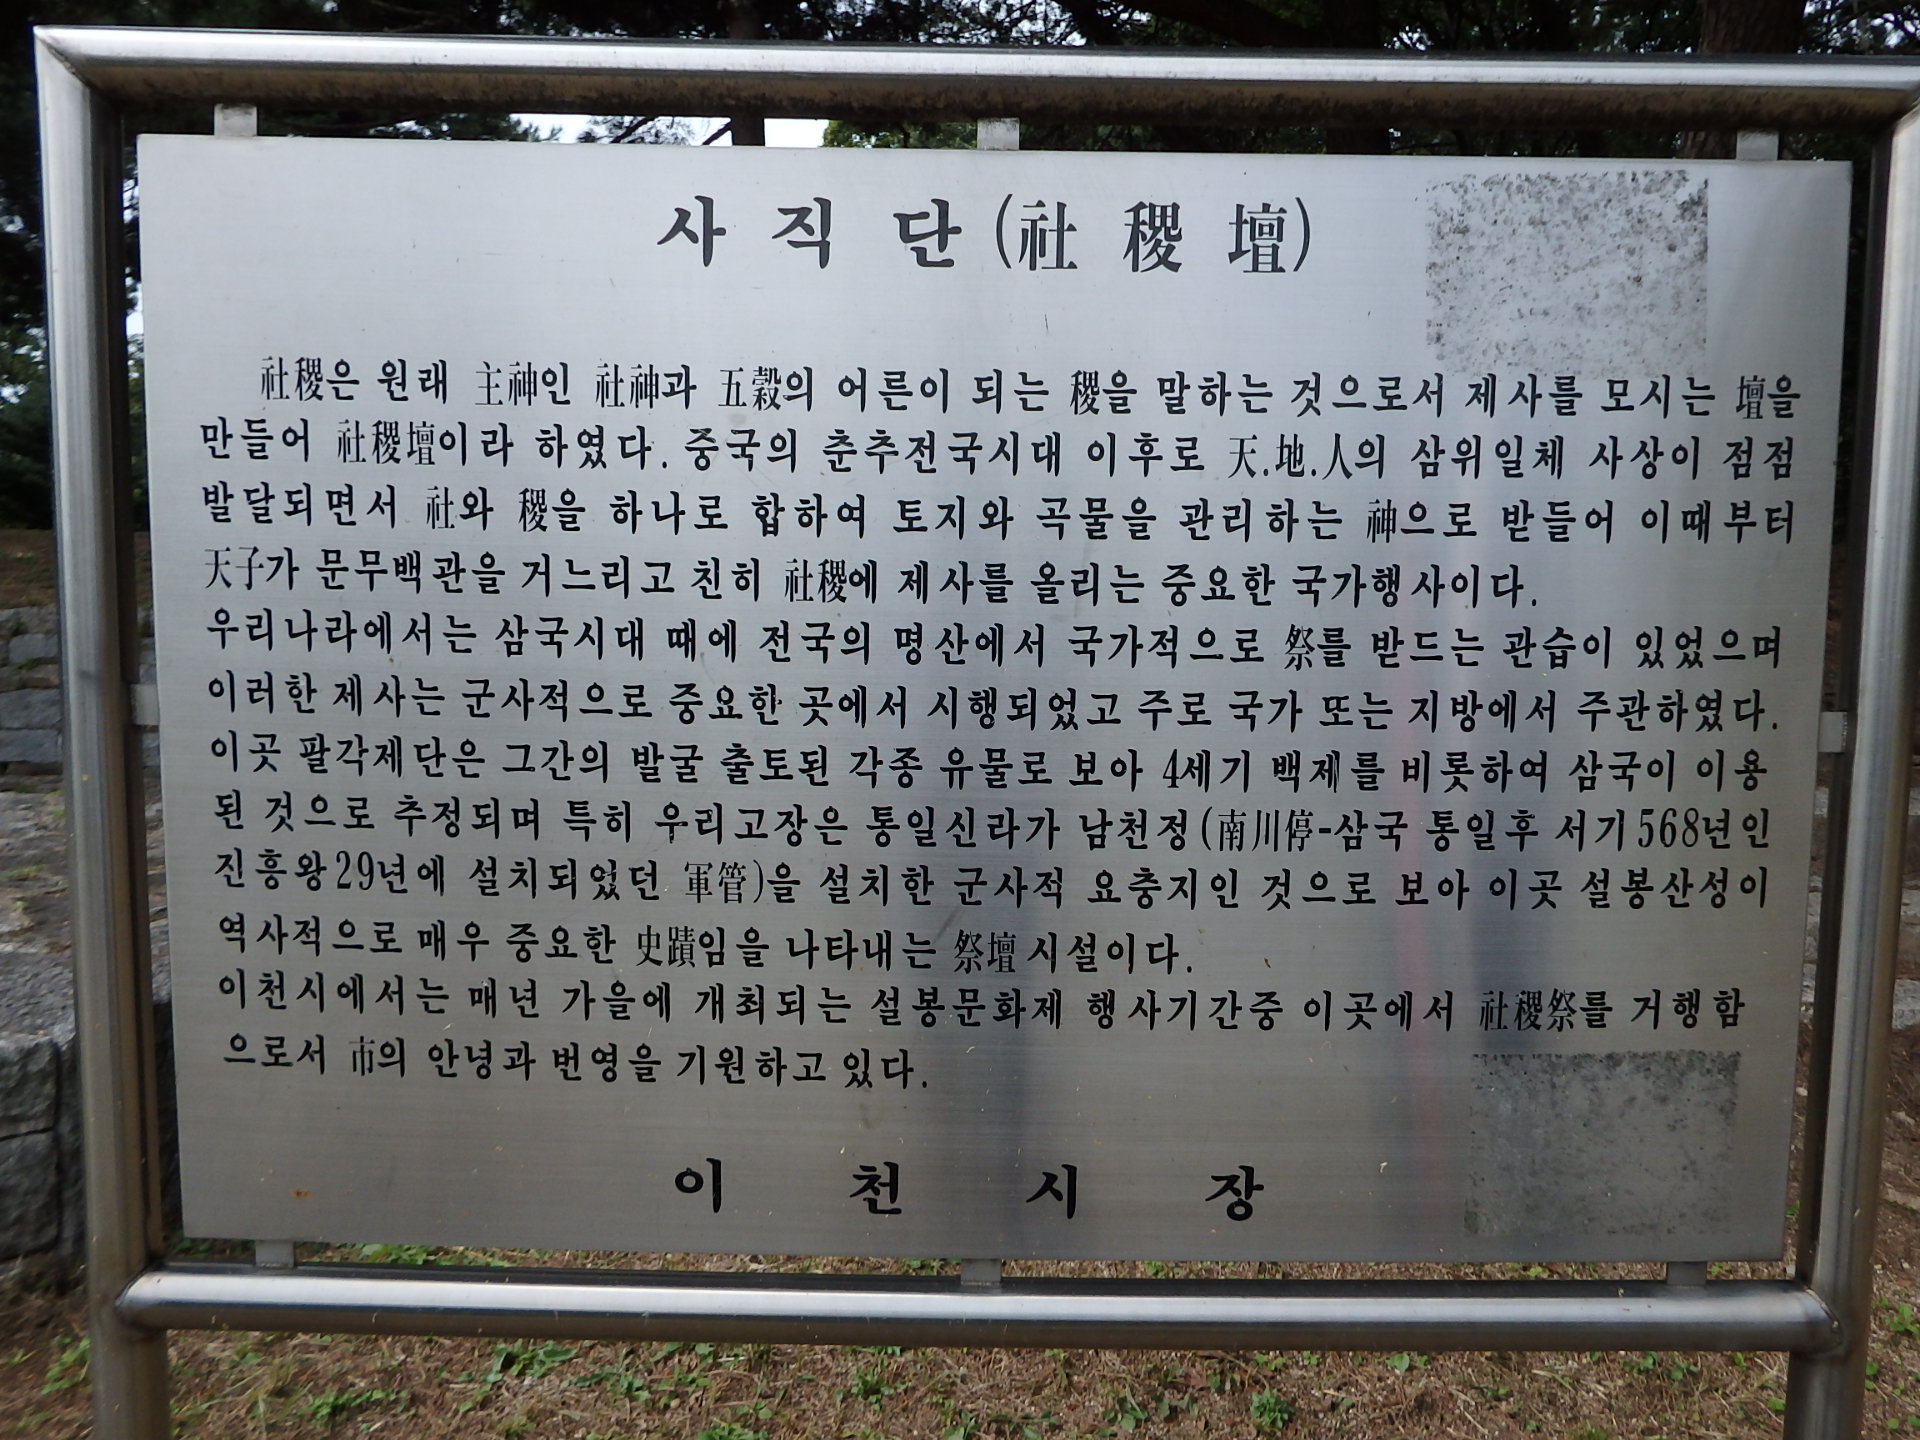 사 직 단 (社 稷 壇)
社稷은 원래 主神인 社神과 五穀의 어른이 되는 稷을 말하는 것으로서 제사를 모시는 壇을
만들어 社稷壇이라 하였다. 중국의 춘추전국시대 이후로 天.地.人의 삼위일체 사상이 점점
발달되면서 社와 稷을 하나로 합하여 토지와 곡물을 관리하는 神으로 받들어 이때부터
天子가 문무백관을 거느리고 친히 社稷에 제사를 올리는 중요한 국가행사이다.
우리나라에서는 삼국시대 때에 전국의 명산에서 국가적으로 祭를 받드는 관습이 있었으며
이러한 제사는 군사적으로 중요한 곳에서 시행되었고 주로 국가 또는 지방에서 주관하였다.
이곳 팔각제단은 그간의 발굴 출토된 각종 유물로 보아 4세기 백제를 비롯하여 삼국이 이용
된 것으로 추정되며 특히 우리고장은 통일신라가 남천정(南川停-삼국 통일후 서기 568년인
진흥왕 29년에 설치되었던 軍管)을 설치한 군사적 요충지인 것으로 보아 이곳 설봉산성이
역사적으로 매우 중요한 史蹟임을 나타내는 祭壇 시설이다.
이천시에서는 매년 가을에 개최되는 설봉문화제 행사기간중 이곳에서 社稷祭를 거행함
으로서 市의 안녕과 번영을 기원하고 있다.
이 천 시 장